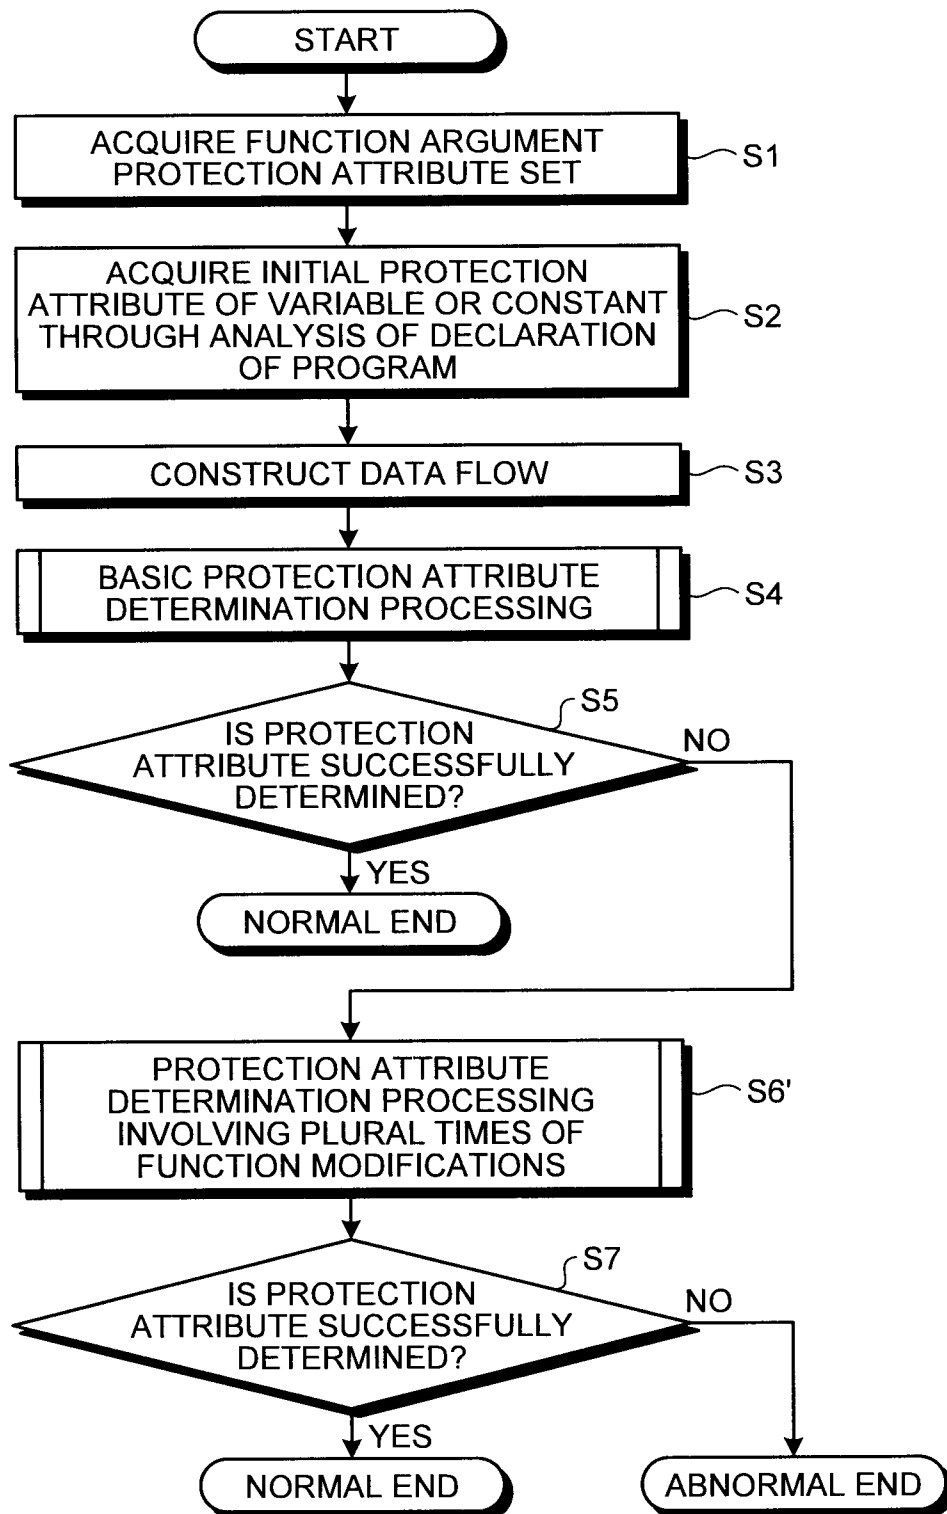 START
ACQUIRE FUNCTION ARGUMENT
PROTECTION ATTRIBUTE SET
S1
ACQUIRE INITIAL PROTECTION
ATTRIBUTE OF VARIABLE OR CONSTANT
THROUGH ANALYSIS OF DECLARATION
OF PROGRAM
S2
CONSTRUCT DATA FLOW
S3
BASIC PROTECTION ATTRIBUTE
DETERMINATION PROCESSING
S4
S5
IS PROTECTION
ATTRIBUTE SUCCESSFULLY
DETERMINED?
NO
YES
NORMAL END
PROTECTION ATTRIBUTE
DETERMINATION PROCESSING
INVOLVING PLURAL TIMES OF
FUNCTION MODIFICATIONS
S6'
S7
IS PROTECTION
ATTRIBUTE SUCCESSFULLY
DETERMINED?
NO
YES
NORMAL END
ABNORMAL END